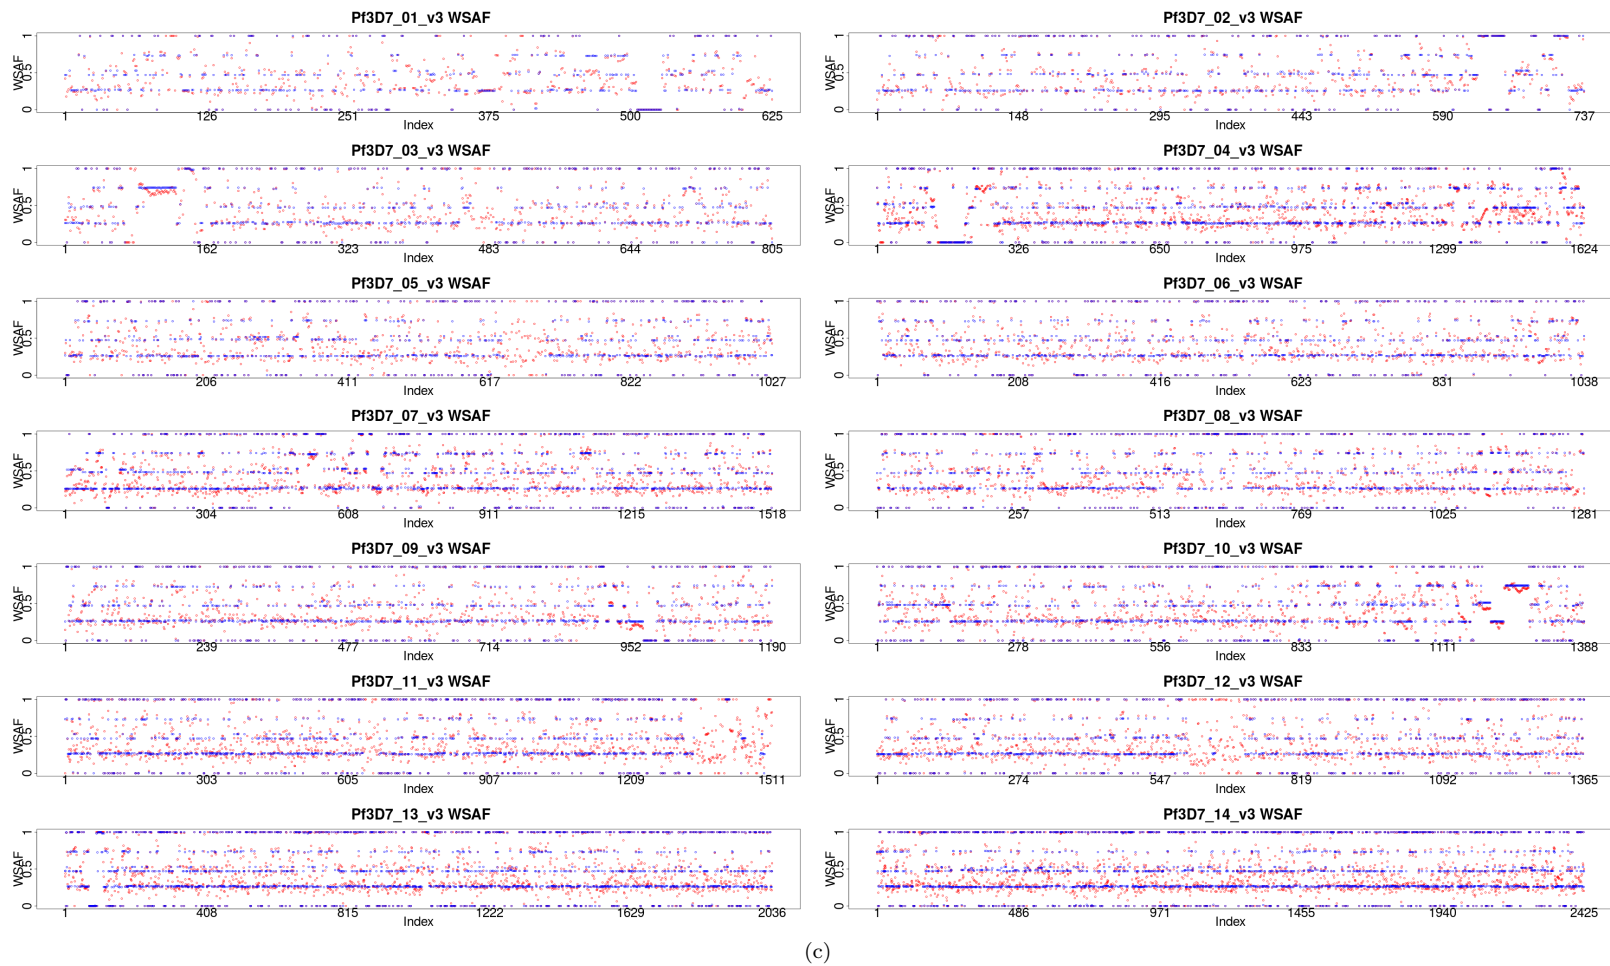 Pf3D7_01_v3 WSAF
WSAF
0 0.5 1
1 126 251 375 500 625
Index
Pf3D7_02_v3 WSAF
WSAF
0 0.5 1
1 148 295 443 590 737
Index
Pf3D7_03_v3 WSAF
WSAF
0 0.5 1
1 162 323 483 644 805
Index
Pf3D7_04_v3 WSAF
WSAF
0 0.5 1
1 326 650 975 1299 1624
Index
Pf3D7_05_v3 WSAF
WSAF
0 0.5 1
1 206 411 617 822 1027
Index
Pf3D7_06_v3 WSAF
WSAF
0 0.5 1
1 208 416 623 831 1038
Index
Pf3D7_07_v3 WSAF
WSAF
0 0.5 1
1 304 608 911 1215 1518
Index
Pf3D7_08_v3 WSAF
WSAF
0 0.5 1
1 257 513 769 1025 1281
Index
Pf3D7_09_v3 WSAF
WSAF
0 0.5 1
1 239 477 714 952 1190
Index
Pf3D7_10_v3 WSAF
WSAF
0 0.5 1
1 278 556 833 1111 1388
Index
Pf3D7_11_v3 WSAF
WSAF
0 0.5 1
1 303 605 907 1209 1511
Index
Pf3D7_12_v3 WSAF
WSAF
0 0.5 1
1 274 547 819 1092 1365
Index
Pf3D7_13_v3 WSAF
WSAF
0 0.5 1
1 408 815 1222 1629 2036
Index
Pf3D7_14_v3 WSAF
WSAF
0 0.5 1
1 486 971 1455 1940 2425
Index
(c)